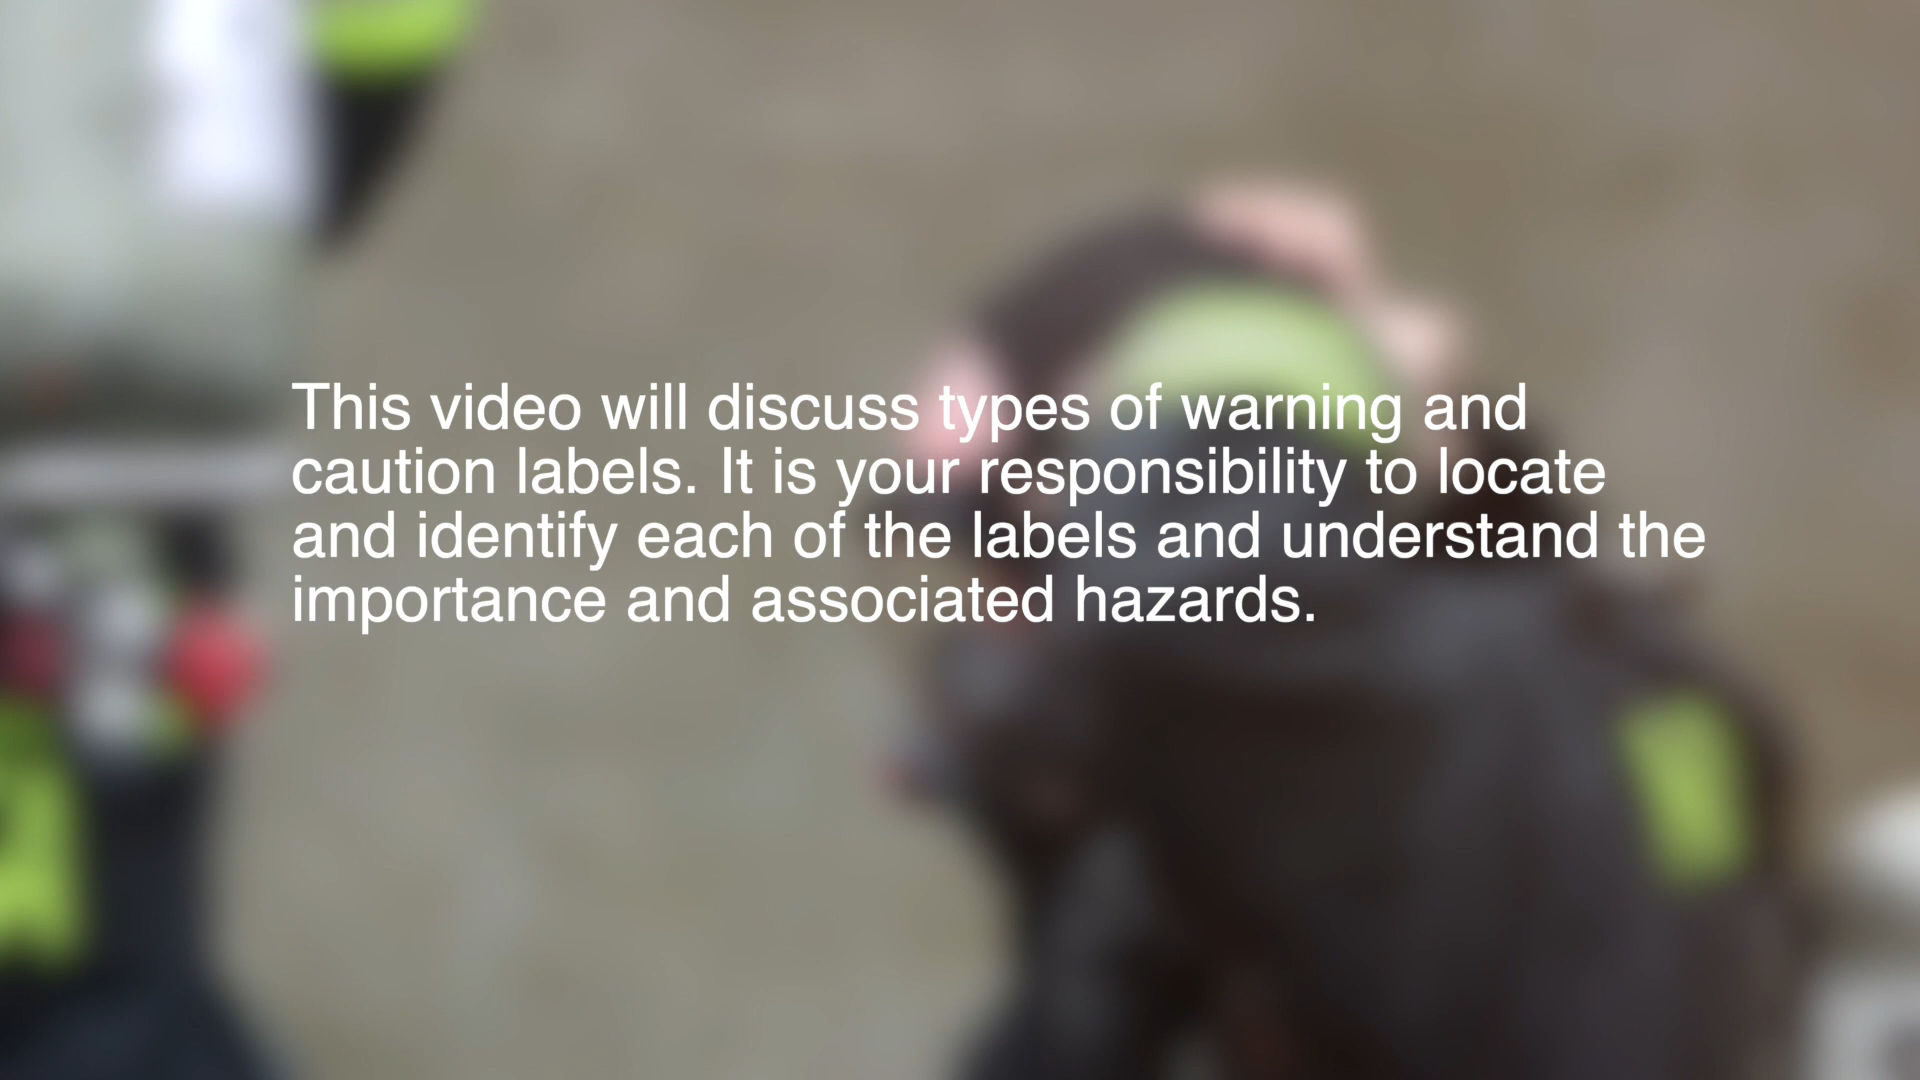 This video will discuss types of warning and
caution labels. It is your responsibility to locate
and identify each of the labels and understand the
importance and associated hazards.